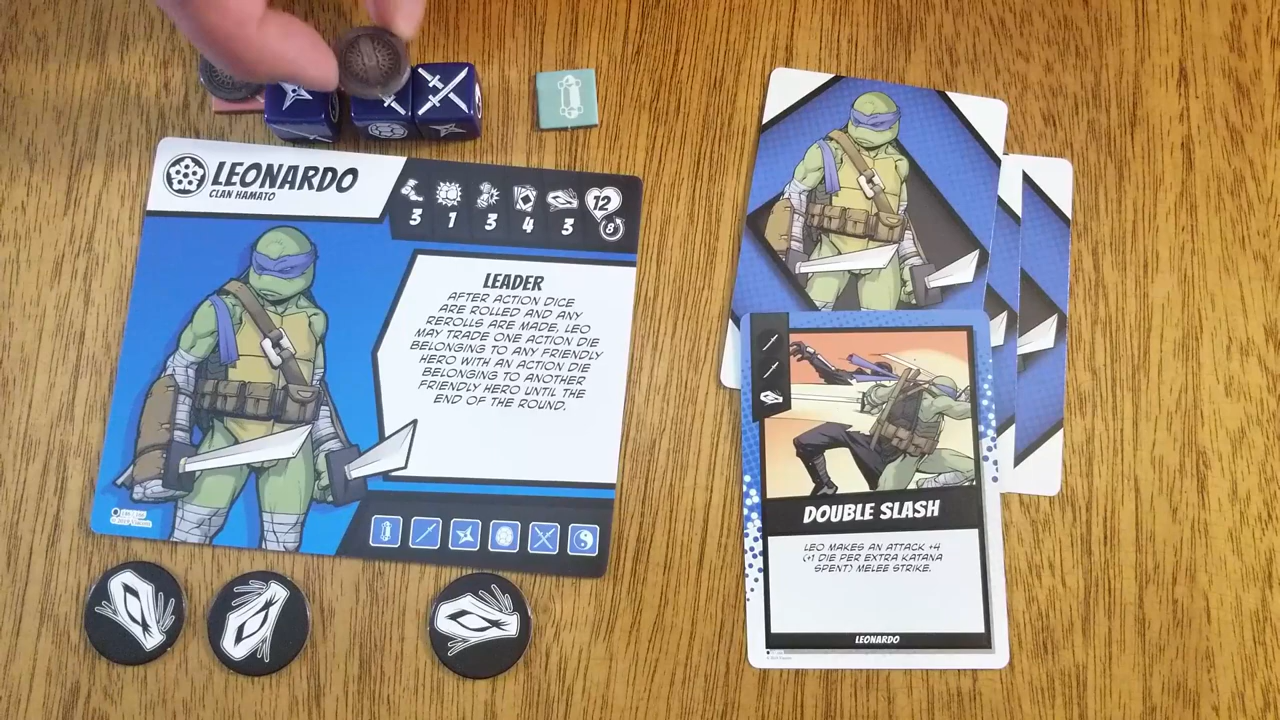 LEONARDO
CLAN HAMATO
3 1 3 4 3 12
8
LEADER
AFTER ACTION DICE
ARE ROLLED AND ANY
REROLLS ARE MADE, LEO
MAY TRADE ONE ACTION DIE
BELONGING TO ANY FRIENDLY
HERO WITH AN ACTION DIE
BELONGING TO ANOTHER
FRIENDLY HERO UNTIL THE
END OF THE ROUND.
DOUBLE SLASH
LEO MAKES AN ATTACK +4
(+1 DIE PER EXTRA KATANA
SPENT) MELEE STRIKE.
LEONARDO